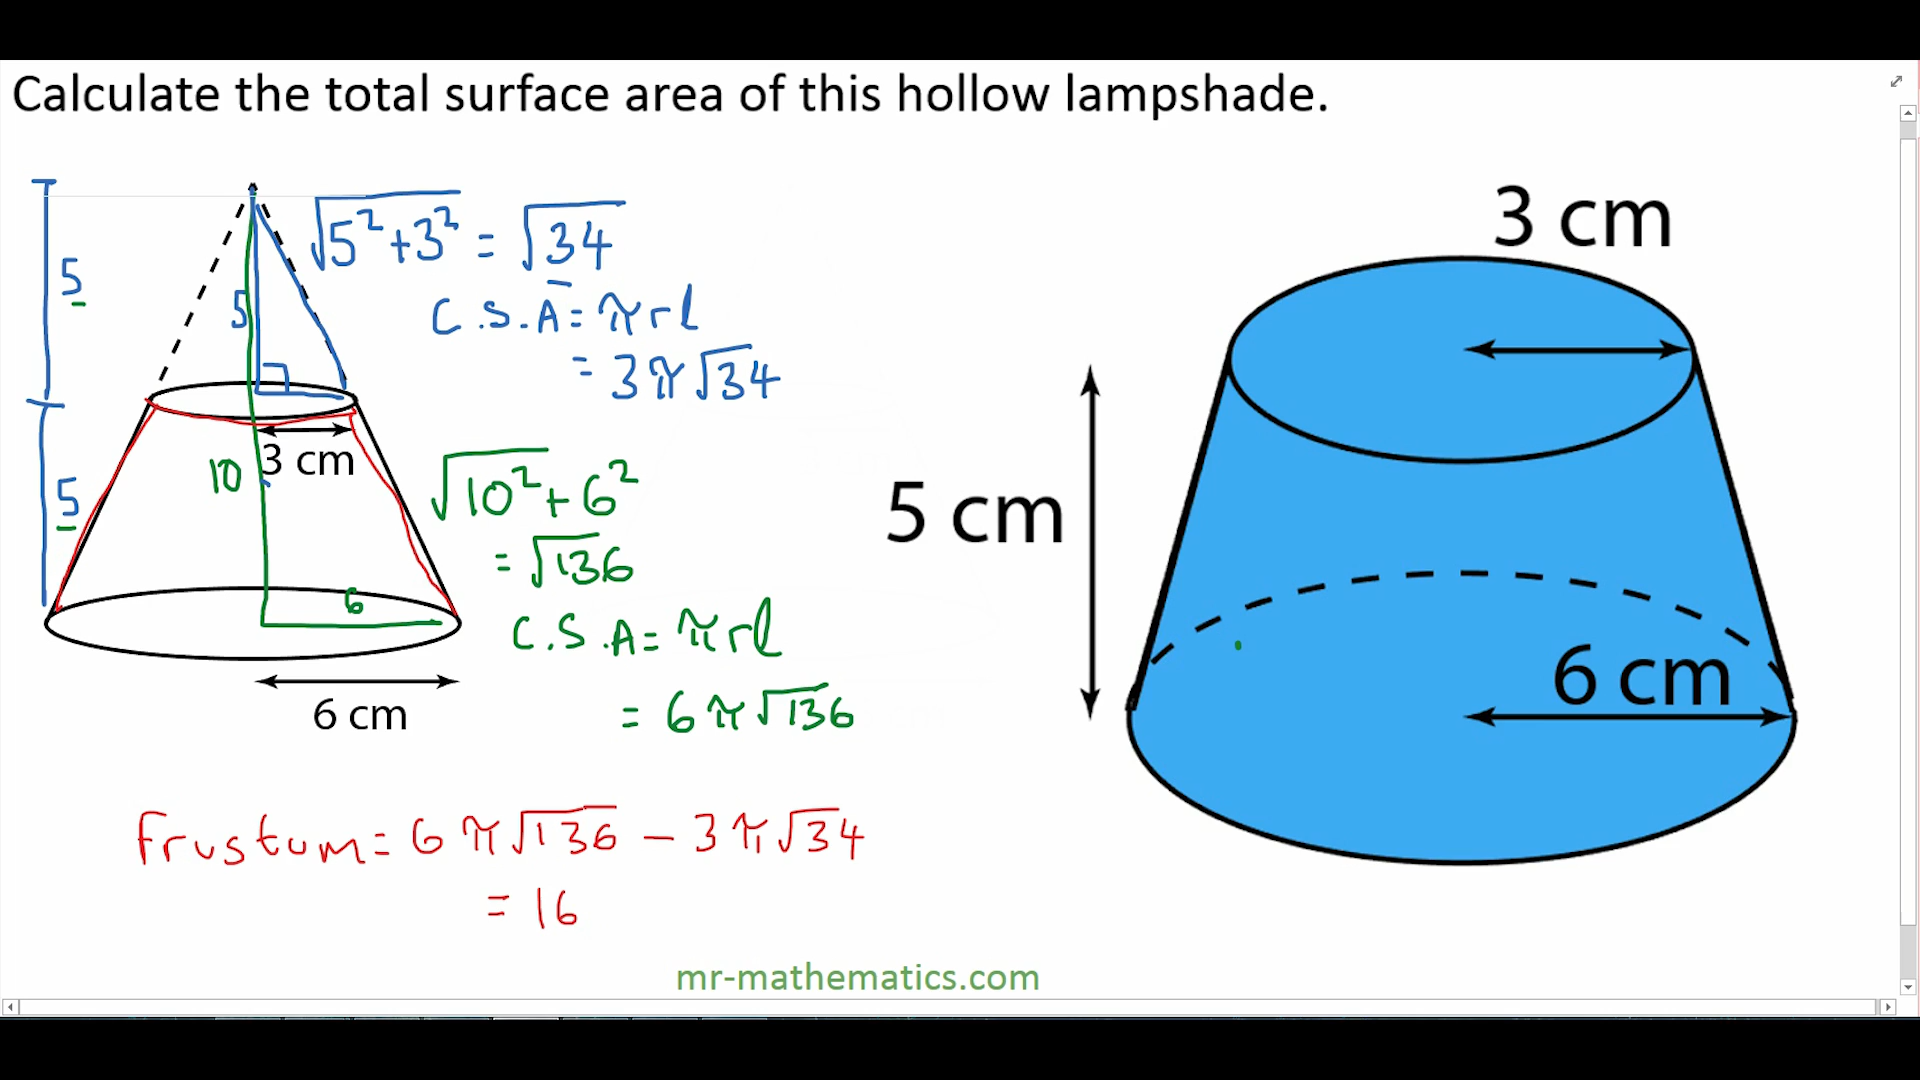 Calculate the total surface area of this hollow lampshade.
5
5
5
10
3 cm
6
6 cm
√5²+3² = √34
C.S.A = πrl
= 3π√34
√10²+6²
= √136
C.S.A = πrl
= 6π√136
Frustum = 6π√136 − 3π√34
= 16
3 cm
5 cm
6 cm
mr-mathematics.com